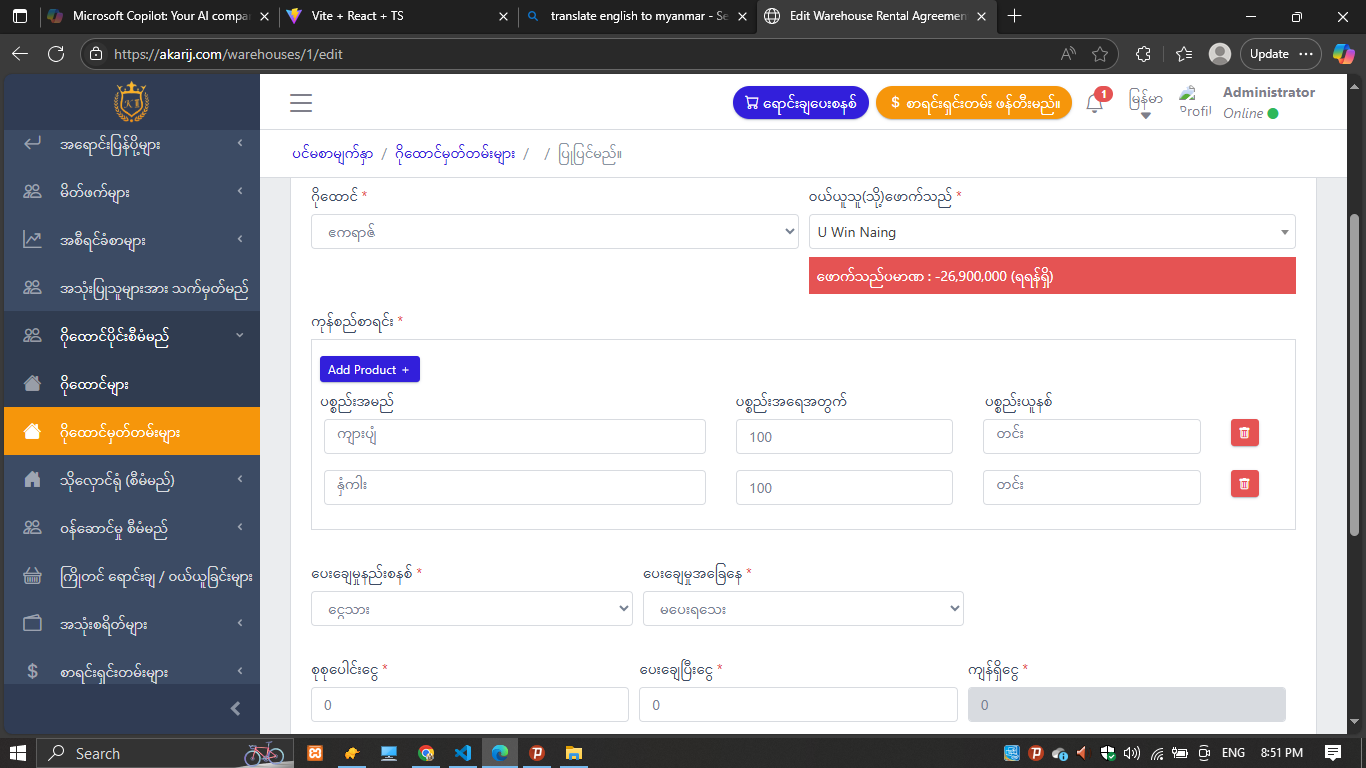 Microsoft Copilot: Your AI compa
Vite + React + TS
translate english to myanmar - Se
Edit Warehouse Rental Agreemen
https://akarij.com/warehouses/1/edit
Update
ရောင်းချပေးစနစ်
$ စာရင်းရှင်းတမ်း ဖန်တီးမည်။
1
မြန်မာ
Profil
Administrator
Online
ပင်မစာမျက်နှာ / ဂိုထောင်မှတ်တမ်းများ / / ပြုပြင်မည်။
အရောင်းပြန်ပို့များ
မိတ်ဖက်များ
အစီရင်ခံစာများ
အသုံးပြုသူများအား သက်မှတ်မည်
ဂိုထောင်ပိုင်းစီမံမည်
ဂိုထောင်များ
ဂိုထောင်မှတ်တမ်းများ
သိုလှောင်ရုံ (စီမံမည်)
ဝန်ဆောင်မှု စီမံမည်
ကြိုတင် ရောင်းချ / ဝယ်ယူခြင်းများ
အသုံးစရိတ်များ
$ စာရင်းရှင်းတမ်းများ
ဂိုထောင် *
ဝယ်ယူသူ(သို့)ဖောက်သည် *
ဧကရာဇ်
U Win Naing
ဖောက်သည်ပမာဏ : -26,900,000 (ရရန်ရှိ)
ကုန်စည်စာရင်း *
Add Product +
ပစ္စည်းအမည်
ပစ္စည်းအရေအတွက်
ပစ္စည်းယူနစ်
ကျားပျံ
100
တင်း
နှံကါး
100
တင်း
ပေးချေမှုနည်းစနစ် *
ပေးချေမှုအခြေနေ *
ငွေသား
မပေးရသေး
စုစုပေါင်းငွေ *
ပေးချေပြီးငွေ *
ကျန်ရှိငွေ *
0
0
0
Search
ENG
8:51 PM